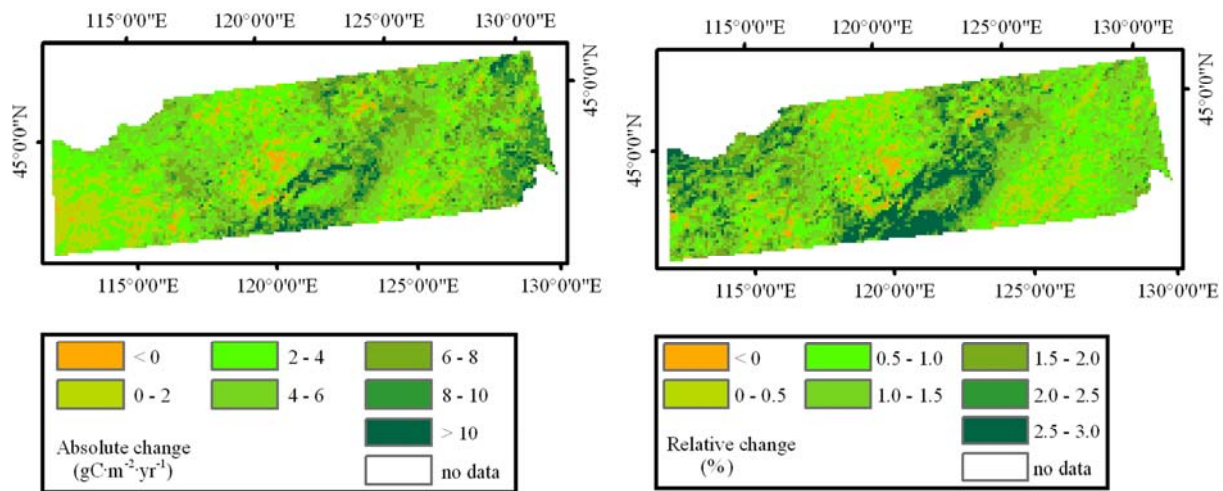 115°0'0"E 120°0'0"E 125°0'0"E 130°0'0"E
45°0'0"N
45°0'0"N
115°0'0"E 120°0'0"E 125°0'0"E 130°0'0"E
< 0 2 - 4 6 - 8
0 - 2 4 - 6 8 - 10
> 10
Absolute change
(gC·m⁻²·yr⁻¹)
no data
115°0'0"E 120°0'0"E 125°0'0"E 130°0'0"E
45°0'0"N
45°0'0"N
115°0'0"E 120°0'0"E 125°0'0"E 130°0'0"E
< 0 0.5 - 1.0 1.5 - 2.0
0 - 0.5 1.0 - 1.5 2.0 - 2.5
2.5 - 3.0
Relative change
(%)
no data